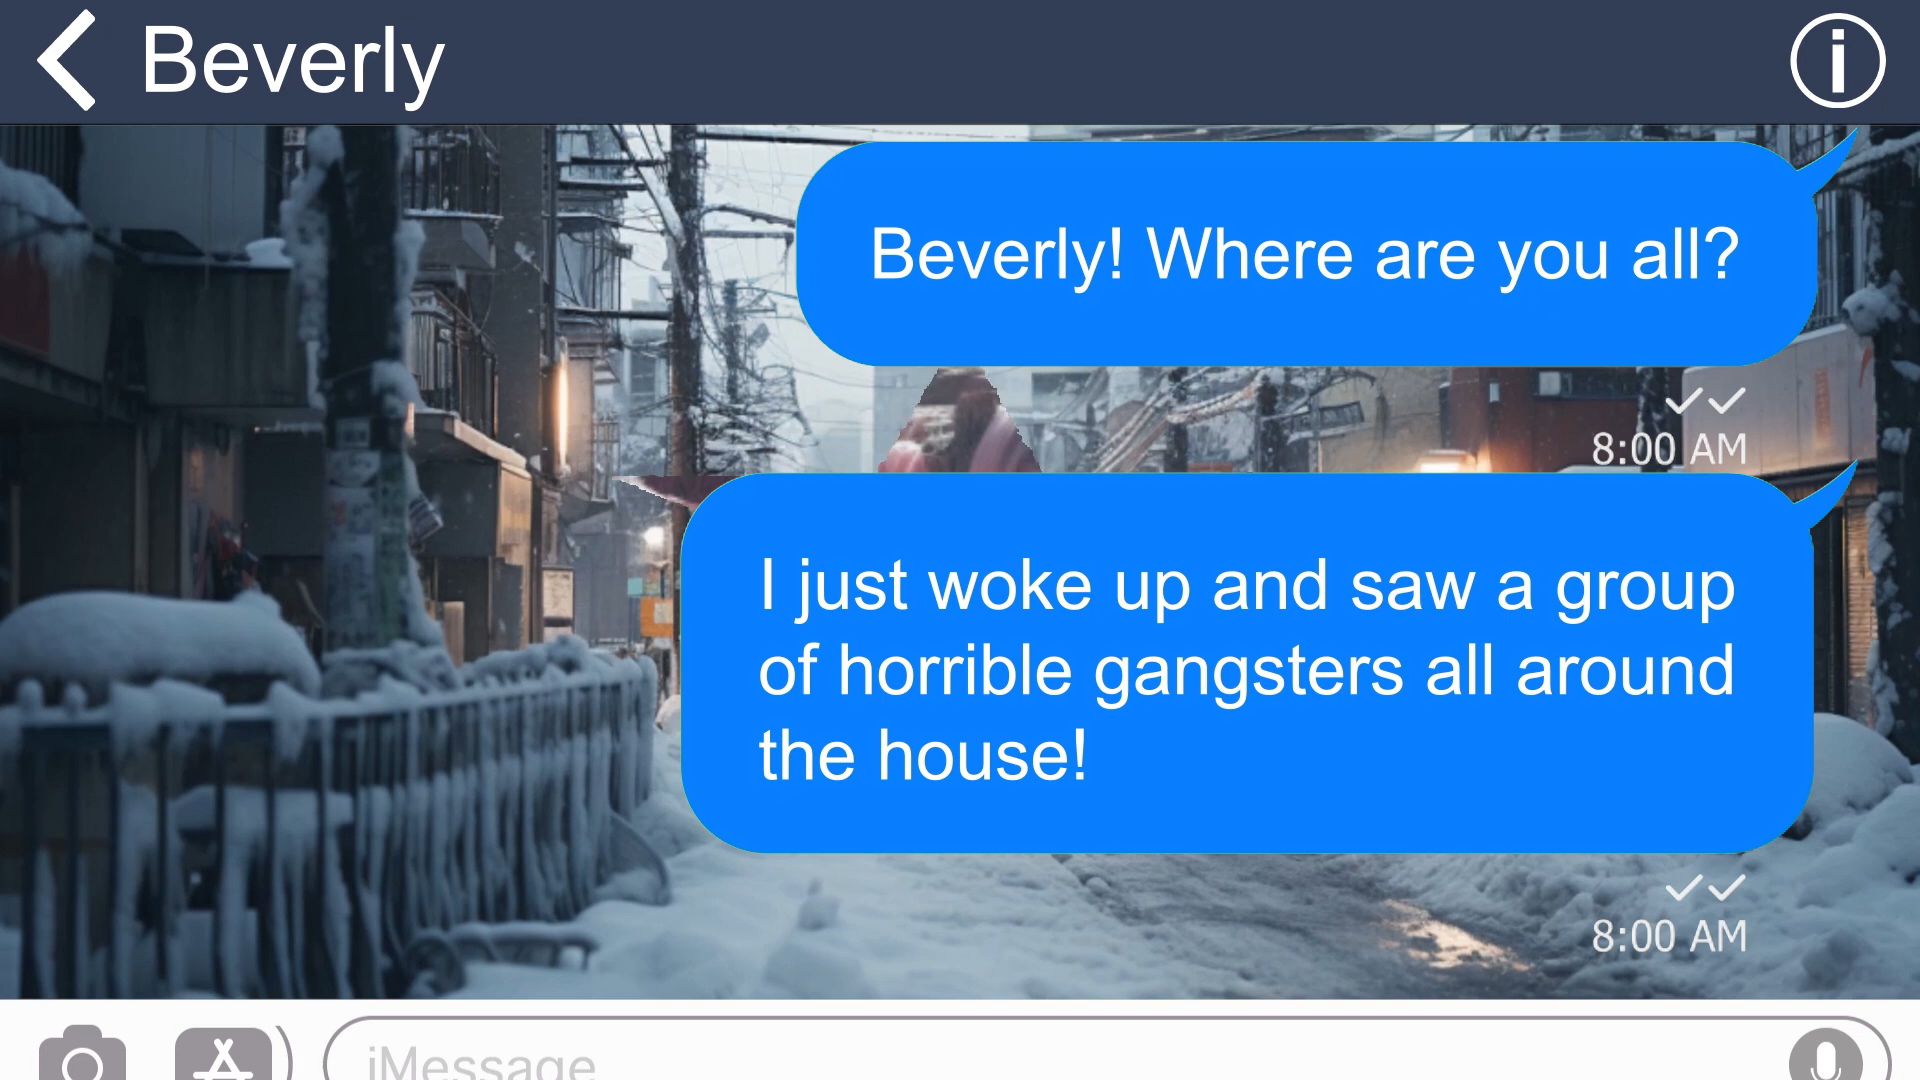 Beverly
Beverly! Where are you all?
8:00 AM
I just woke up and saw a group
of horrible gangsters all around
the house!
8:00 AM
iMessage